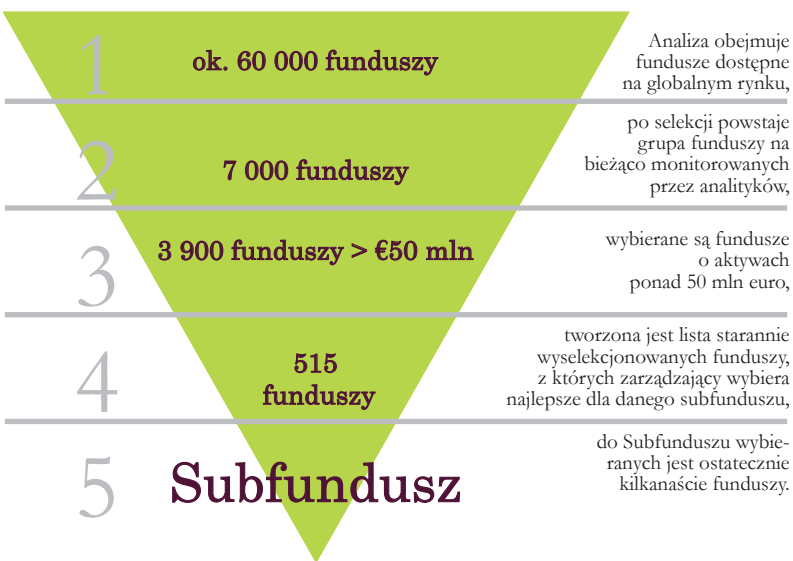 1
ok. 60 000 funduszy
Analiza obejmuje
fundusze dostępne
na globalnym rynku,
2
7 000 funduszy
po selekcji powstaje
grupa funduszy na
bieżąco monitorowanych
przez analityków,
3
3 900 funduszy > €50 mln
wybierane są fundusze
o aktywach
ponad 50 mln euro,
4
515
funduszy
tworzona jest lista starannie
wyselekcjonowanych funduszy,
z których zarządzający wybiera
najlepsze dla danego subfunduszu,
5
Subfundusz
do Subfunduszu wybie-
ranych jest ostatecznie
kilkanaście funduszy.